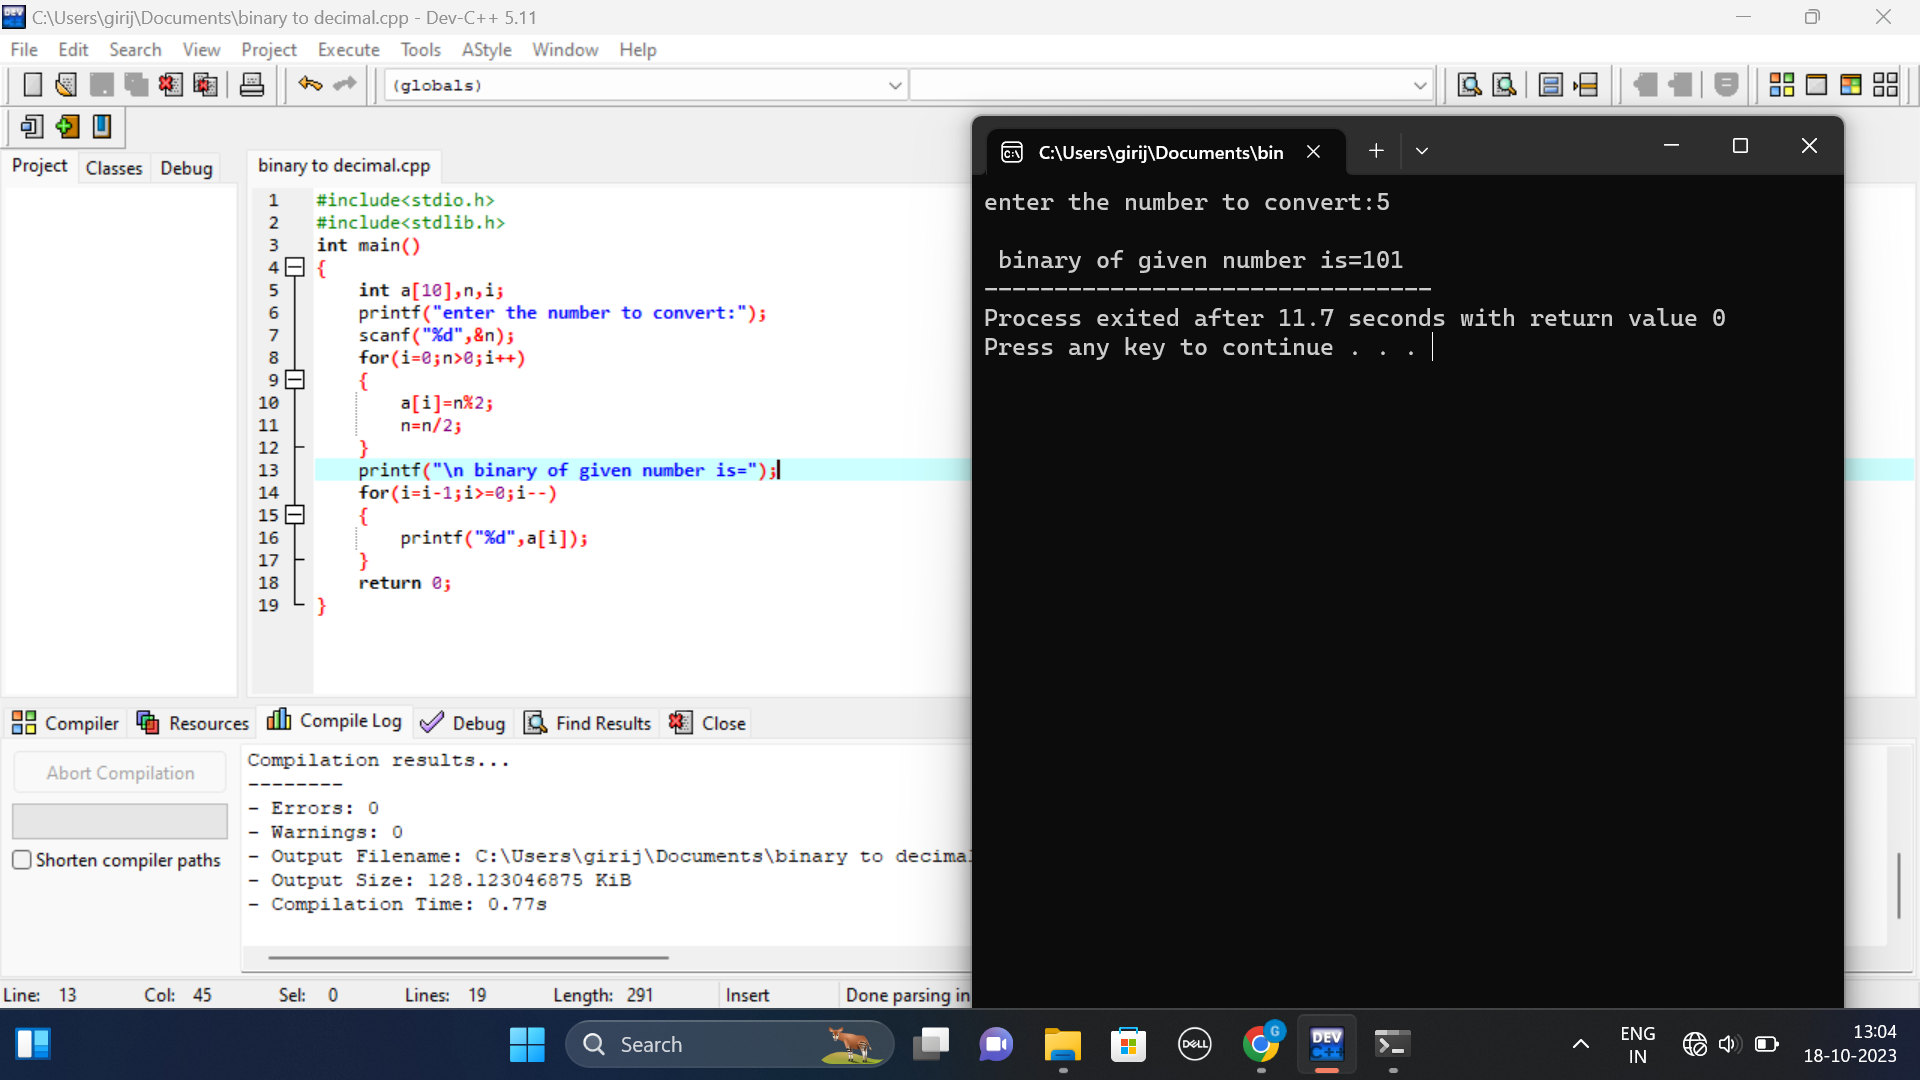 C:\Users\girij\Documents\binary to decimal.cpp - Dev-C++ 5.11
File Edit Search View Project Execute Tools AStyle Window Help
(globals)
Project Classes Debug
binary to decimal.cpp
1 #include<stdio.h>
2 #include<stdlib.h>
3 int main()
4 {
5 int a[10],n,i;
6 printf("enter the number to convert:");
7 scanf("%d",&n);
8 for(i=0;n>0;i++)
9 {
10 a[i]=n%2;
11 n=n/2;
12 }
13 printf("\n binary of given number is=");
14 for(i=i-1;i>=0;i--)
15 {
16 printf("%d",a[i]);
17 }
18 return 0;
19 }
C:\Users\girij\Documents\bin
enter the number to convert:5
binary of given number is=101
--------------------------------
Process exited after 11.7 seconds with return value 0
Press any key to continue . . .
Compiler Resources Compile Log Debug Find Results Close
Abort Compilation
Shorten compiler paths
Compilation results...
--------
- Errors: 0
- Warnings: 0
- Output Filename: C:\Users\girij\Documents\binary to decimal
- Output Size: 128.123046875 KiB
- Compilation Time: 0.77s
Line: 13 Col: 45 Sel: 0 Lines: 19 Length: 291 Insert Done parsing in
Search
DELL
G
DEV
C++
ENG
IN
13:04
18-10-2023